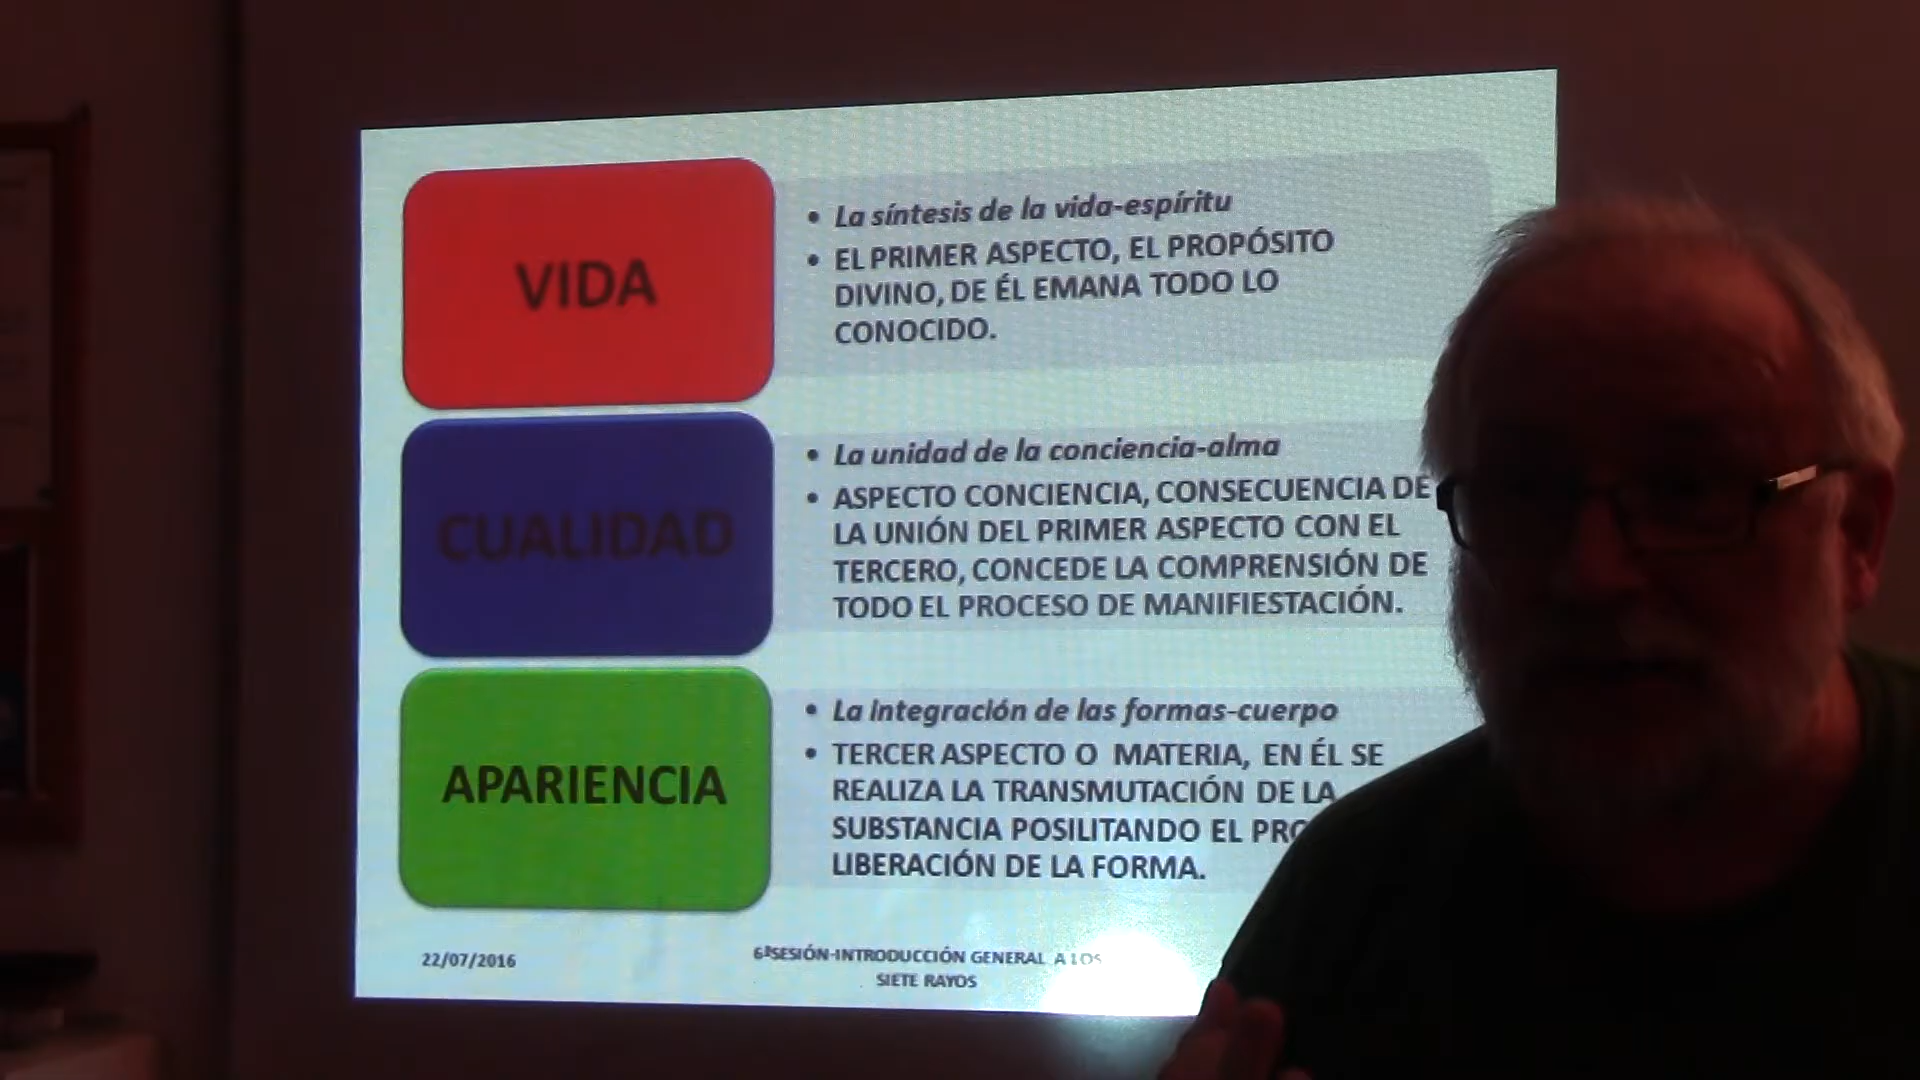 VIDA
• La síntesis de la vida-espíritu
• EL PRIMER ASPECTO, EL PROPÓSITO
DIVINO, DE ÉL EMANA TODO LO
CONOCIDO.
CUALIDAD
• La unidad de la conciencia-alma
• ASPECTO CONCIENCIA, CONSECUENCIA DE
LA UNIÓN DEL PRIMER ASPECTO CON EL
TERCERO, CONCEDE LA COMPRENSIÓN DE
TODO EL PROCESO DE MANIFIESTACIÓN.
APARIENCIA
• La integración de las formas-cuerpo
• TERCER ASPECTO O MATERIA, EN ÉL SE
REALIZA LA TRANSMUTACIÓN DE LA
SUBSTANCIA POSILITANDO EL
LIBERACIÓN DE LA FORMA.
22/07/2016
6ªSESIÓN-INTRODUCCIÓN GENERAL A LOS
SIETE RAYOS